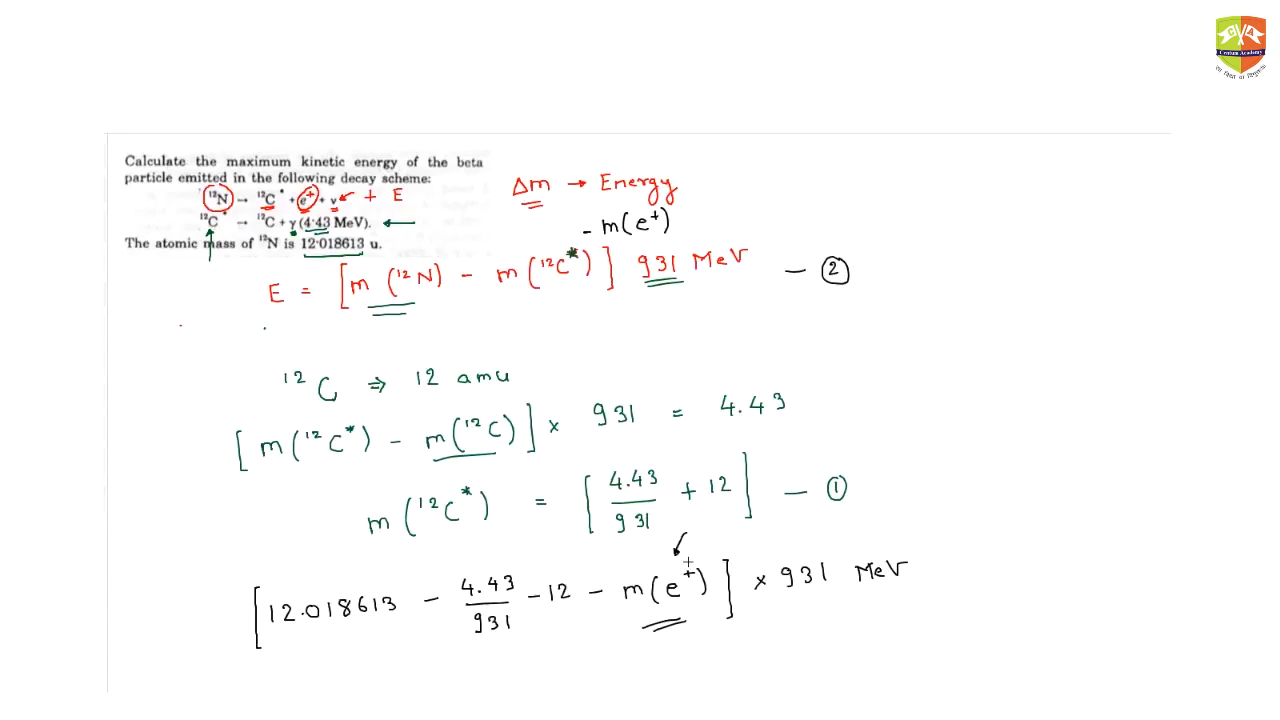 Centum Academy
Calculate the maximum kinetic energy of the beta
particle emitted in the following decay scheme:
¹²N → ¹²C* + e⁺ + ν + E
¹²C* → ¹²C + γ (4·43 MeV).
The atomic mass of ¹²N is 12·018613 u.
Δm → Energy
- m(e⁺)
E = [m (¹²N) - m(¹²C*)] 931 MeV — ②
¹²C ⇒ 12 amu
[m(¹²C*) - m(¹²C)] × 931 = 4.43
m(¹²C*) = [4.43/931 + 12] — ①
[12.018613 - 4.43/931 - 12 - m(e⁺)] × 931 MeV